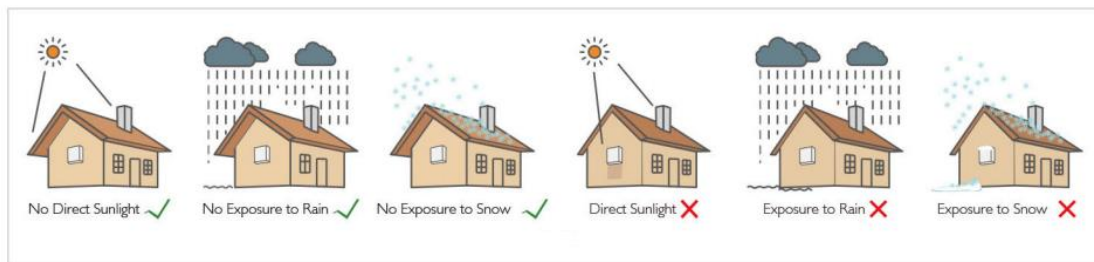 No Direct Sunlight
No Exposure to Rain
No Exposure to Snow
Direct Sunlight
Exposure to Rain
Exposure to Snow